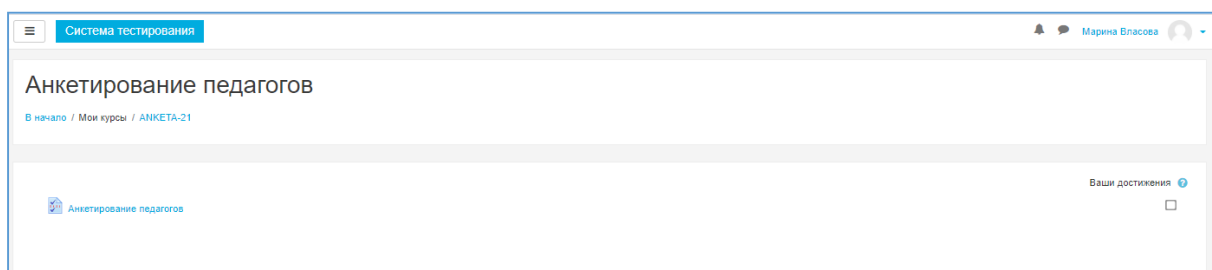 Система тестирования
Марина Власова
Анкетирование педагогов
В начало / Мои курсы / ANKETA-21
Ваши достижения ?
Анкетирование педагогов